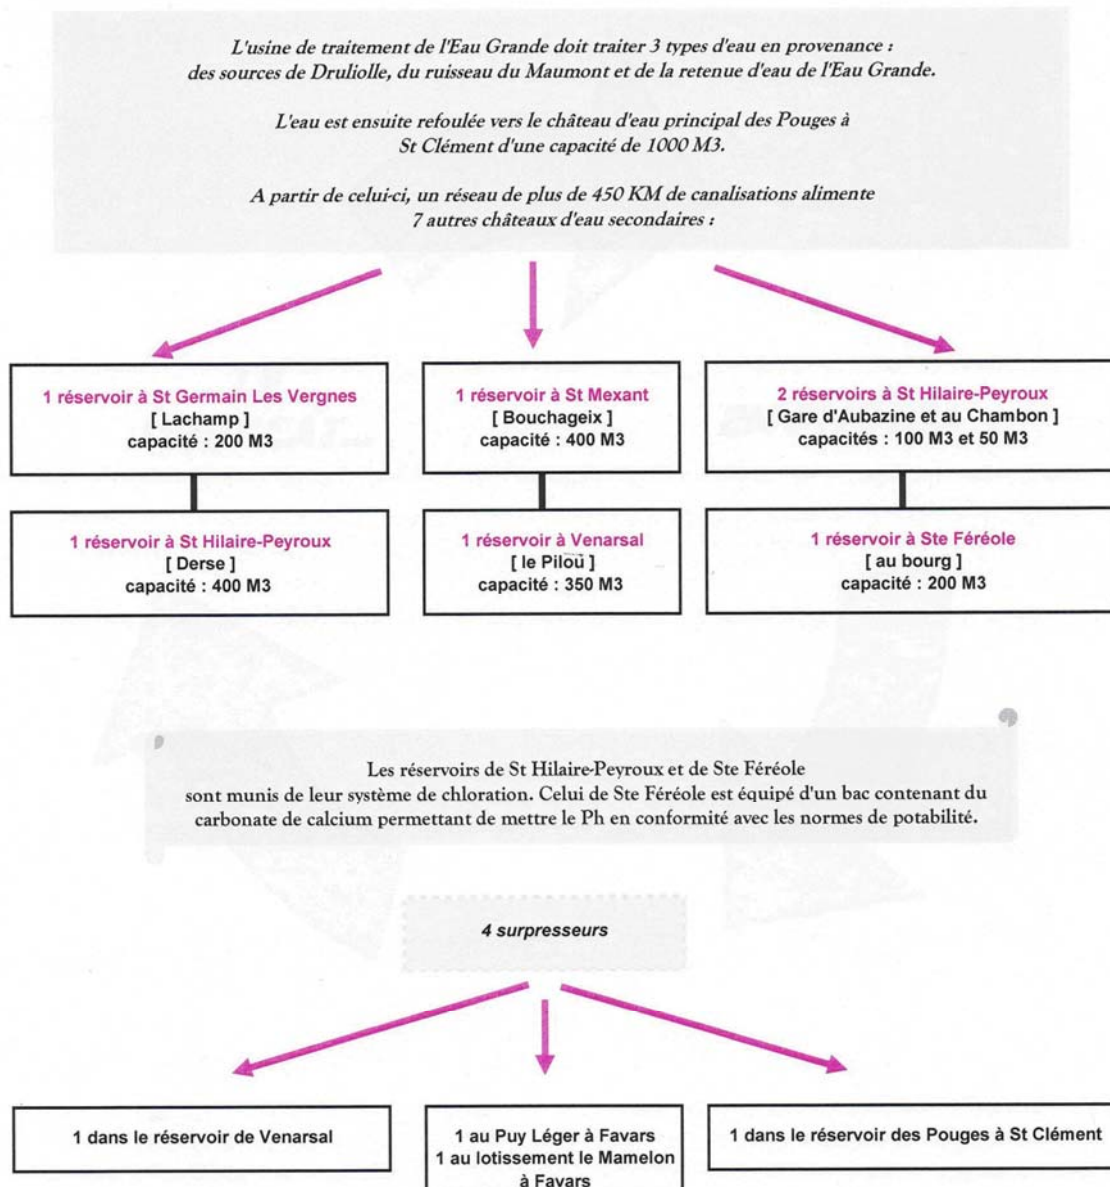 L'usine de traitement de l'Eau Grande doit traiter 3 types d'eau en provenance :
des sources de Druliolle, du ruisseau du Maumont et de la retenue d'eau de l'Eau Grande.
L'eau est ensuite refoulée vers le château d'eau principal des Pouges à
St Clément d'une capacité de 1000 M3.
A partir de celui-ci, un réseau de plus de 450 KM de canalisations alimente
7 autres châteaux d'eau secondaires :
1 réservoir à St Germain Les Vergnes
[ Lachamp ]
capacité : 200 M3
1 réservoir à St Mexant
[ Bouchageix ]
capacité : 400 M3
2 réservoirs à St Hilaire-Peyroux
[ Gare d'Aubazine et au Chambon ]
capacités : 100 M3 et 50 M3
1 réservoir à St Hilaire-Peyroux
[ Derse ]
capacité : 400 M3
1 réservoir à Venarsal
[ le Pilou ]
capacité : 350 M3
1 réservoir à Ste Féréole
[ au bourg ]
capacité : 200 M3
Les réservoirs de St Hilaire-Peyroux et de Ste Féréole
sont munis de leur système de chloration. Celui de Ste Féréole est équipé d'un bac contenant du
carbonate de calcium permettant de mettre le Ph en conformité avec les normes de potabilité.
4 surpresseurs
1 dans le réservoir de Venarsal
1 au Puy Léger à Favars
1 au lotissement le Mamelon
à Favars
1 dans le réservoir des Pouges à St Clément